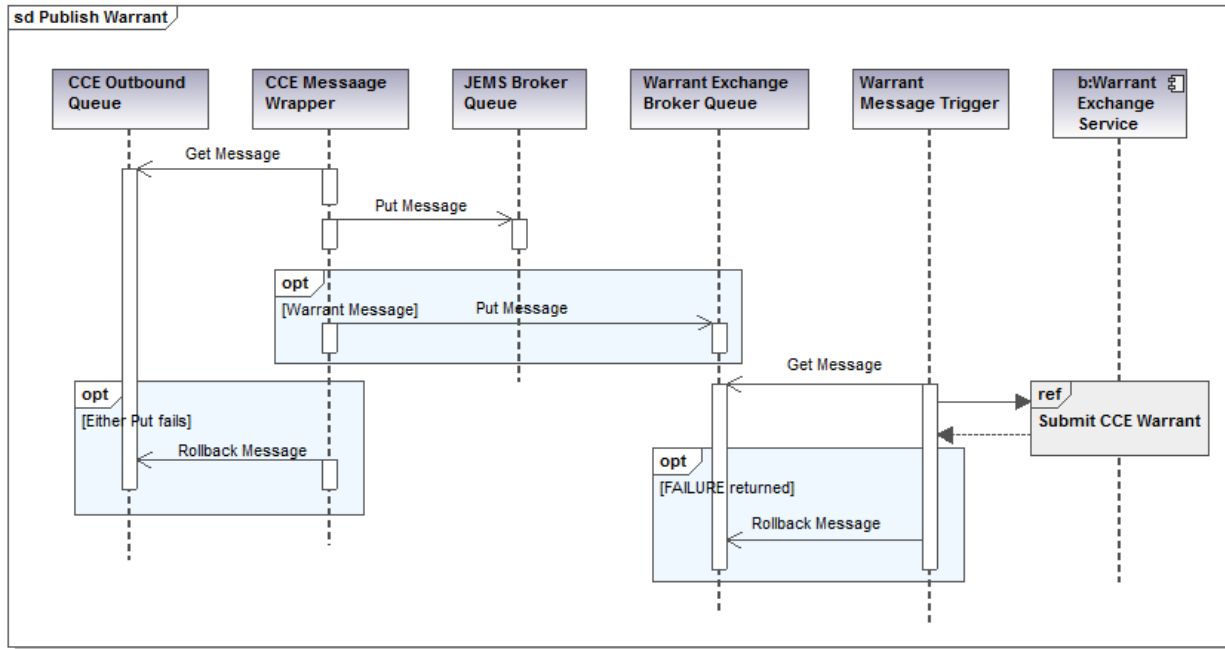 sd Publish Warrant
CCE Outbound
Queue
CCE Messaage
Wrapper
JEMS Broker
Queue
Warrant Exchange
Broker Queue
Warrant
Message Trigger
b:Warrant
Exchange
Service
Get Message
Put Message
opt
[Warrant Message]
Put Message
Get Message
opt
[Either Put fails]
Rollback Message
ref
Submit CCE Warrant
opt
[FAILURE returned]
Rollback Message